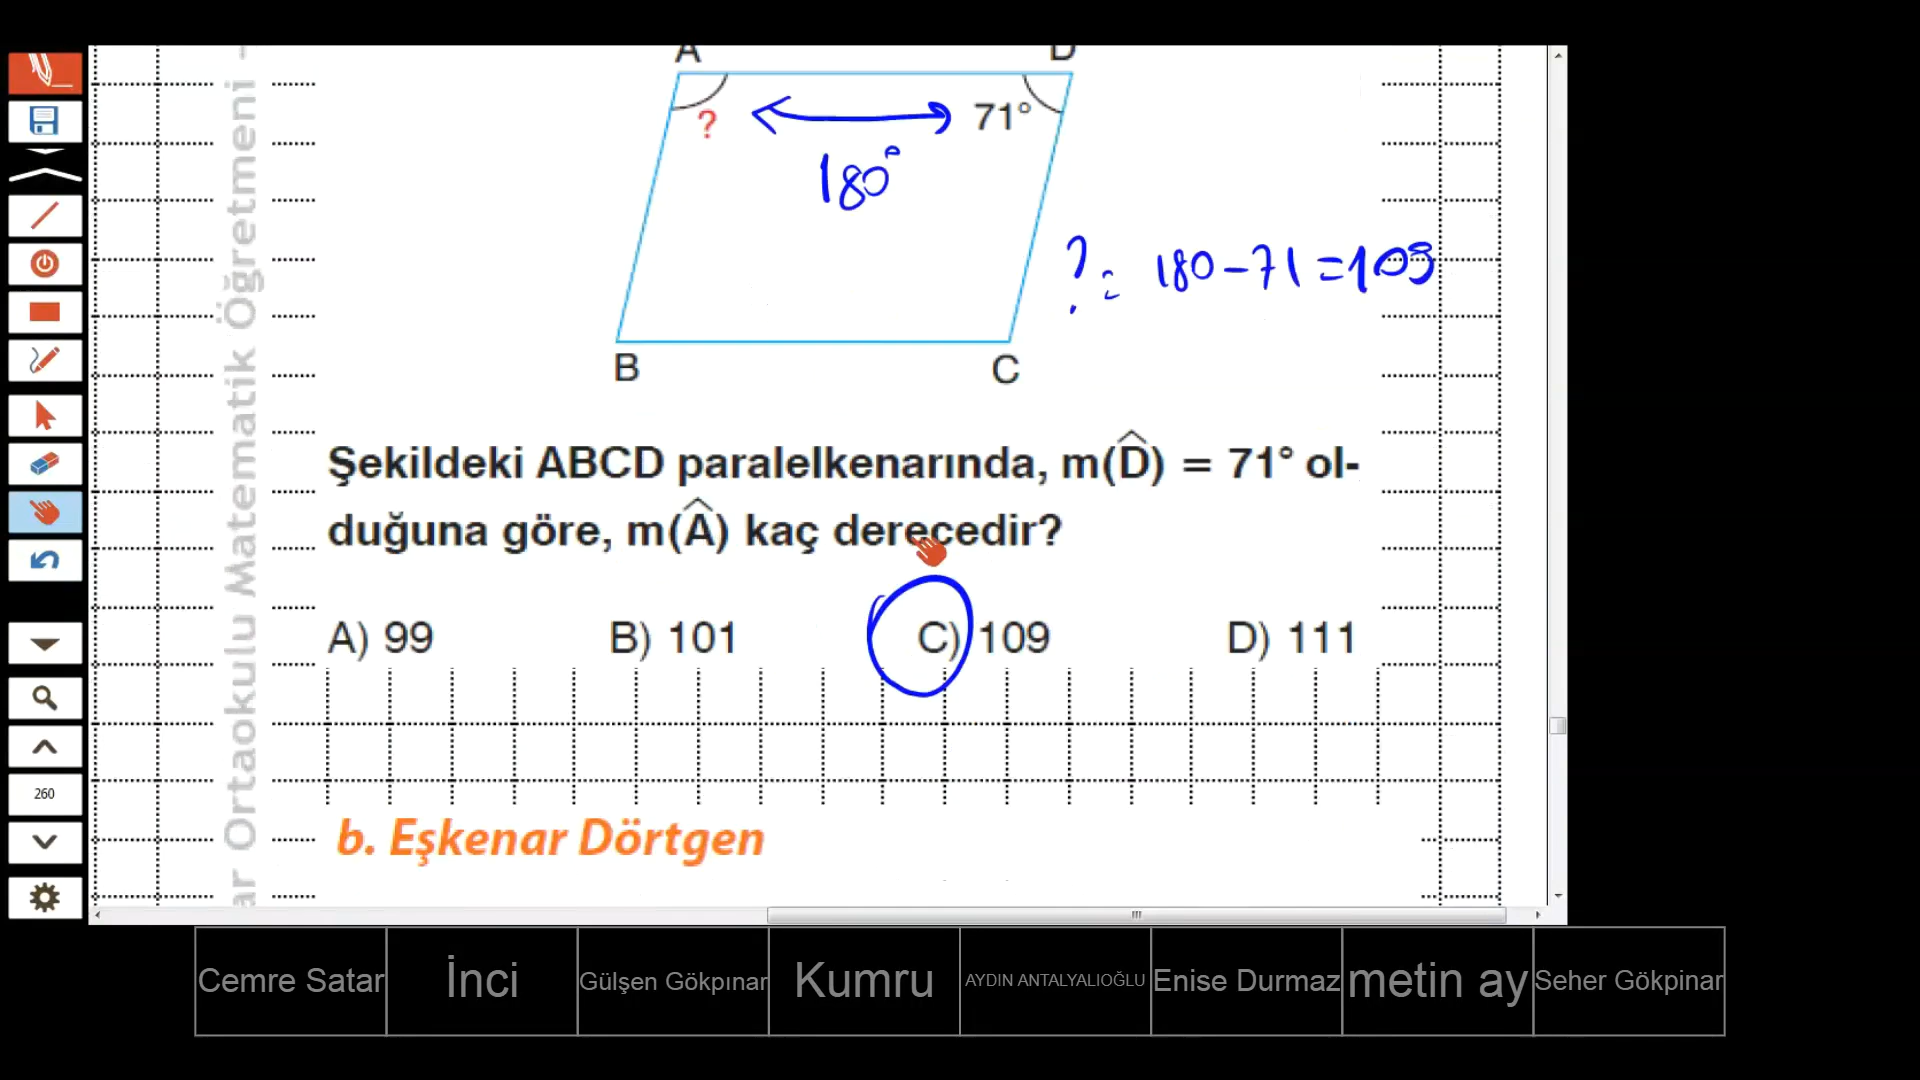 A D
? 71°
180°
? = 180-71=109
B C
Şekildeki ABCD paralelkenarında, m(D̂) = 71° ol-
duğuna göre, m(Â) kaç derecedir?
A) 99 B) 101 C) 109 D) 111
b. Eşkenar Dörtgen
ar Ortaokulu Matematik Öğretmeni -
260
Cemre Satar İnci Gülşen Gökpınar Kumru AYDIN ANTALYALIOĞLU Enise Durmaz metin ay Seher Gökpinar